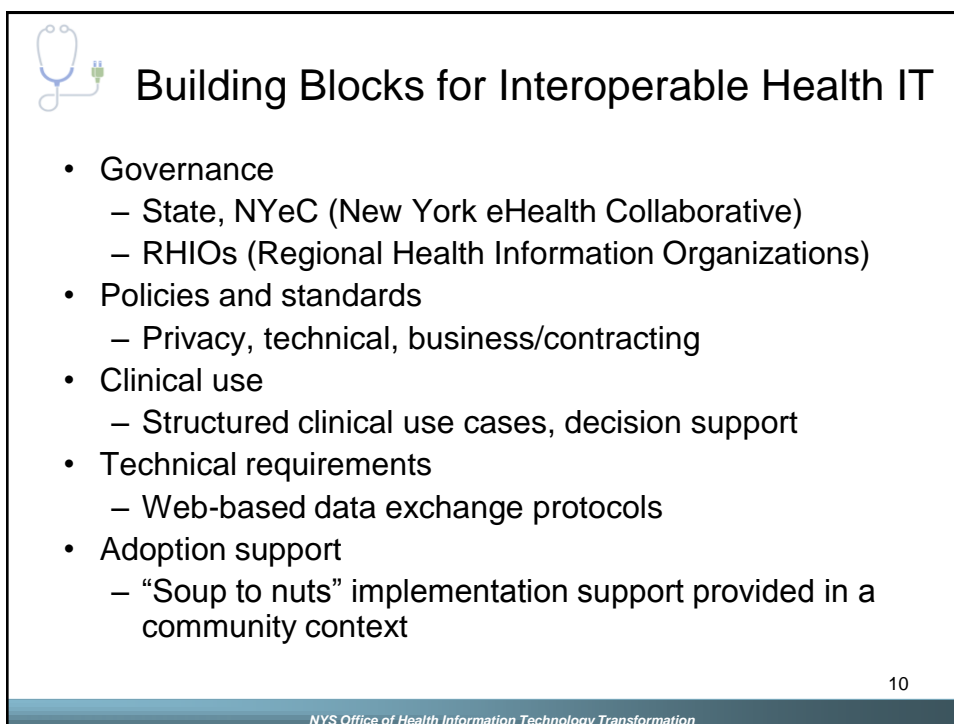 Building Blocks for Interoperable Health IT
• Governance
– State, NYeC (New York eHealth Collaborative)
– RHIOs (Regional Health Information Organizations)
• Policies and standards
– Privacy, technical, business/contracting
• Clinical use
– Structured clinical use cases, decision support
• Technical requirements
– Web-based data exchange protocols
• Adoption support
– “Soup to nuts” implementation support provided in a
community context
10
NYS Office of Health Information Technology Transformation